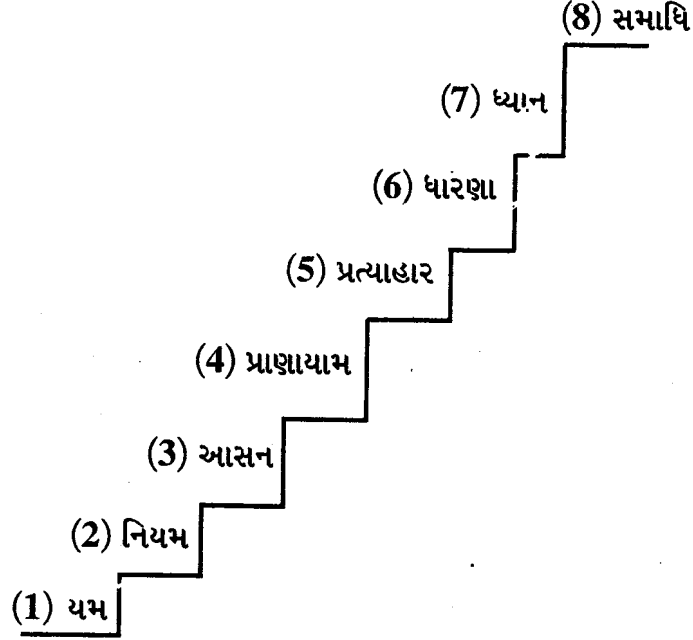 (8) સમાધિ
(7) ધ્યાન
(6) ધારણા
(5) પ્રત્યાહાર
(4) પ્રાણાયામ
(3) આસન
(2) નિયમ
(1) યમ